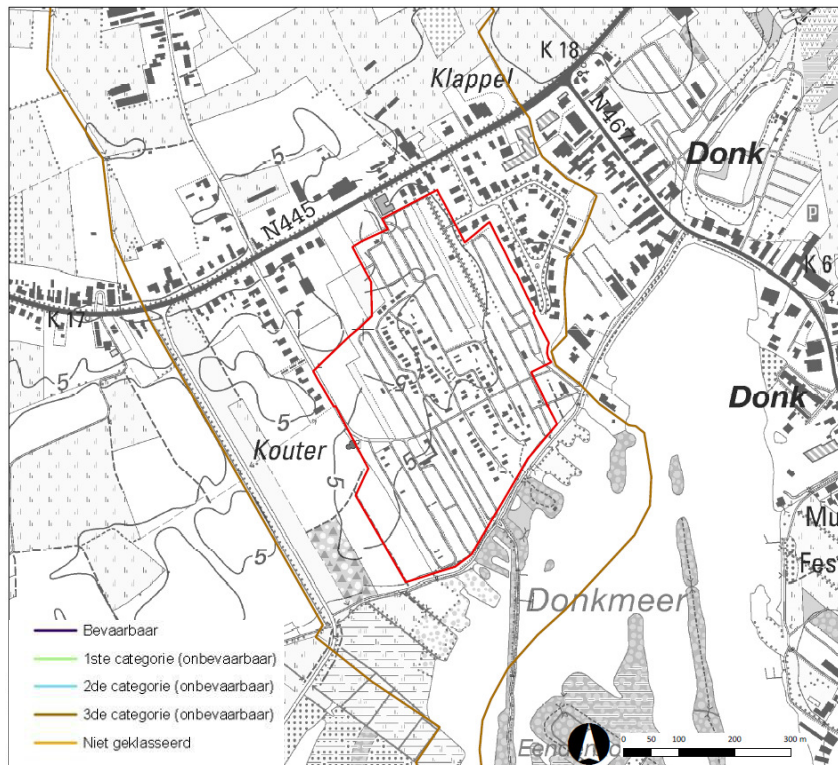 K 18
Klappel
N467
Donk
5
N445
P
K 6
K 17
5
5
Donk
Kouter
5
5
5
Mu
Fes
Donkmeer
Bevaarbaar
1ste categorie (onbevaarbaar)
2de categorie (onbevaarbaar)
3de categorie (onbevaarbaar)
Niet geklasseerd
0 50 100 200 300 m